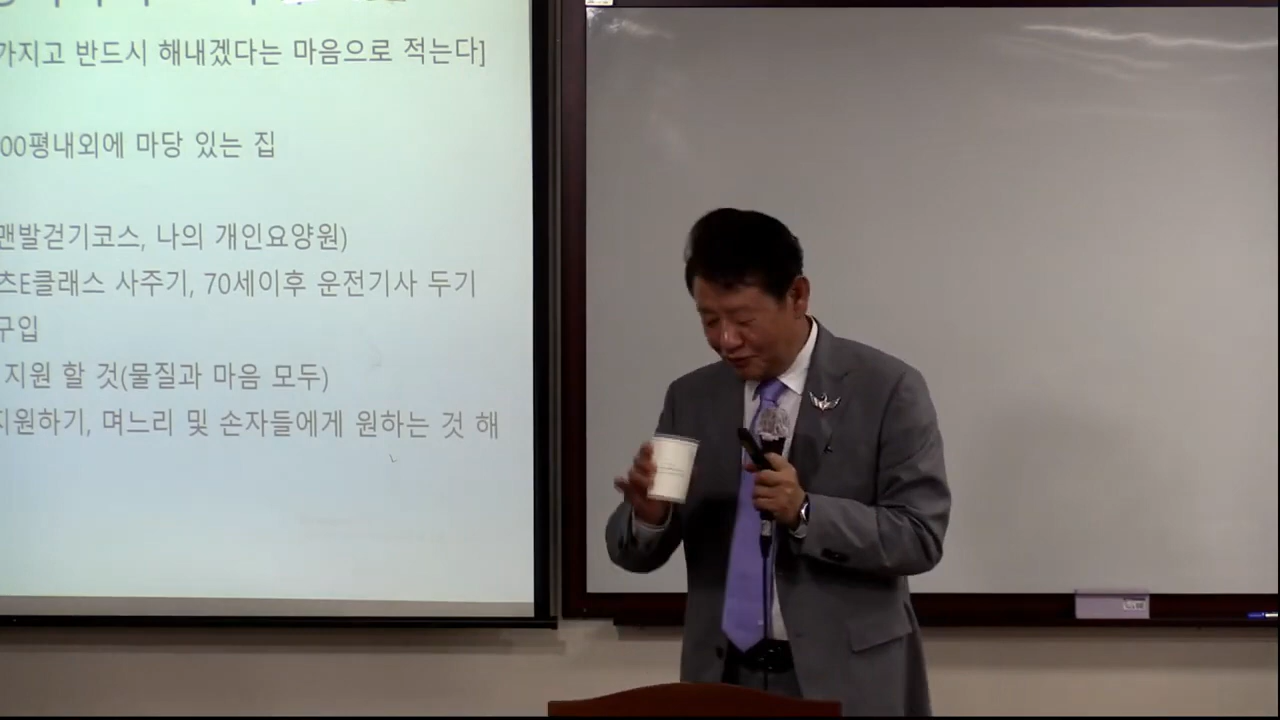 가지고 반드시 해내겠다는 마음으로 적는다]
00평내외에 마당 있는 집
맨발걷기코스, 나의 개인요양원)
츠E클래스 사주기, 70세이후 운전기사 두기
구입
지원 할 것(물질과 마음 모두)
지원하기, 며느리 및 손자들에게 원하는 것 해